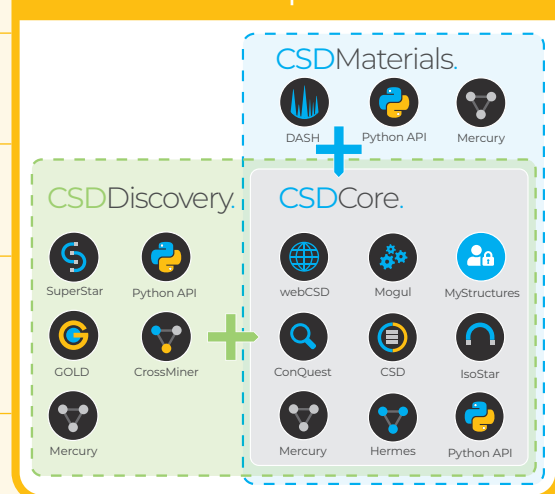 CSDMaterials.
DASH Python API Mercury
CSDDiscovery. CSDCore.
SuperStar Python API webCSD Mogul MyStructures
GOLD CrossMiner ConQuest CSD IsoStar
Mercury Mercury Hermes Python API